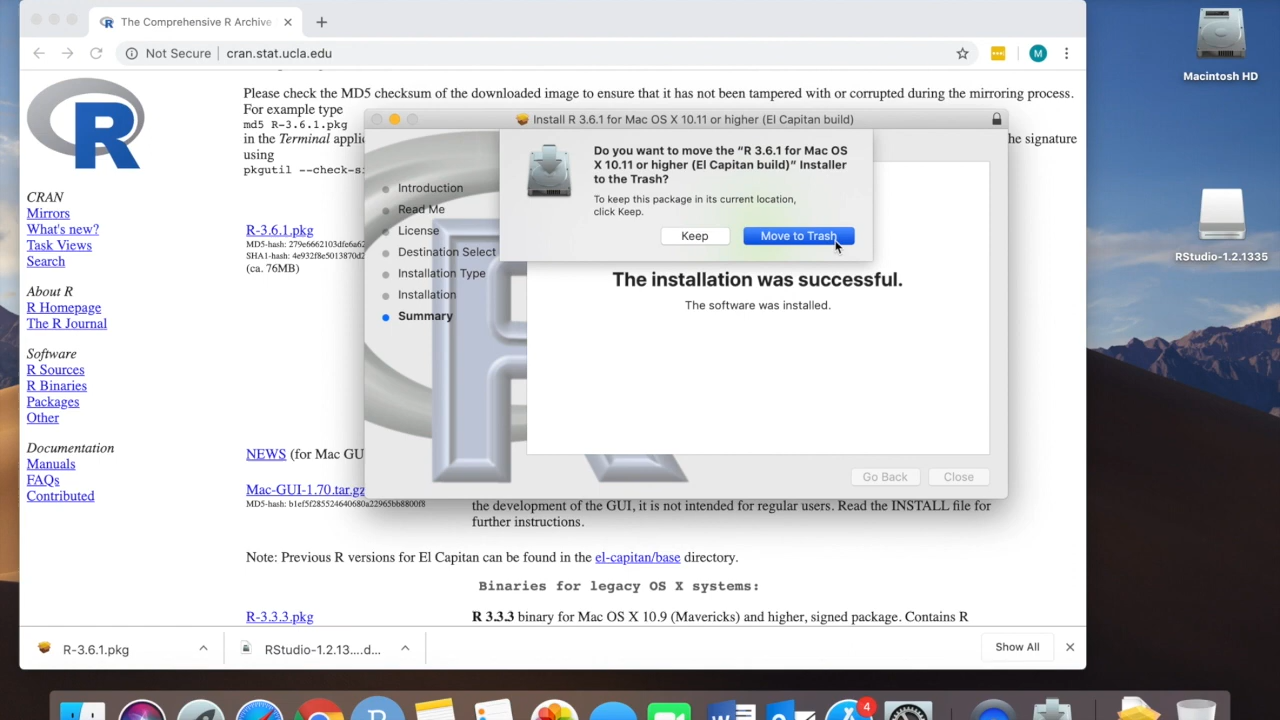 The Comprehensive R Archive
Not Secure
cran.stat.ucla.edu
M
Macintosh HD
RStudio-1.2.1335
Please check the MD5 checksum of the downloaded image to ensure that it has not been tampered with or corrupted during the mirroring process.
For example type
md5 R-3.6.1.pkg
in the Terminal applic
he signature
using
pkgutil --check-si
CRAN
Mirrors
What's new?
Task Views
Search
About R
R Homepage
The R Journal
Software
R Sources
R Binaries
Packages
Other
Documentation
Manuals
FAQs
Contributed
R-3.6.1.pkg
SHA1-hash: 4e932f8e5013870d2
(ca. 76MB)
NEWS (for Mac GU
Mac-GUI-1.70.tar.gz
the development of the GUI, it is not intended for regular users. Read the INSTALL file for
further instructions.
Note: Previous R versions for El Capitan can be found in the el-capitan/base directory.
Binaries for legacy OS X systems:
R-3.3.3.pkg
R 3.3.3 binary for Mac OS X 10.9 (Mavericks) and higher, signed package. Contains R
Install R 3.6.1 for Mac OS X 10.11 or higher (El Capitan build)
Introduction
Read Me
License
Destination Select
Installation Type
Installation
Summary
Do you want to move the “R 3.6.1 for Mac OS
X 10.11 or higher (El Capitan build)” Installer
to the Trash?
To keep this package in its current location,
click Keep.
Keep
Move to Trash
The installation was successful.
The software was installed.
Go Back
Close
R-3.6.1.pkg
RStudio-1.2.13....d...
Show All
4